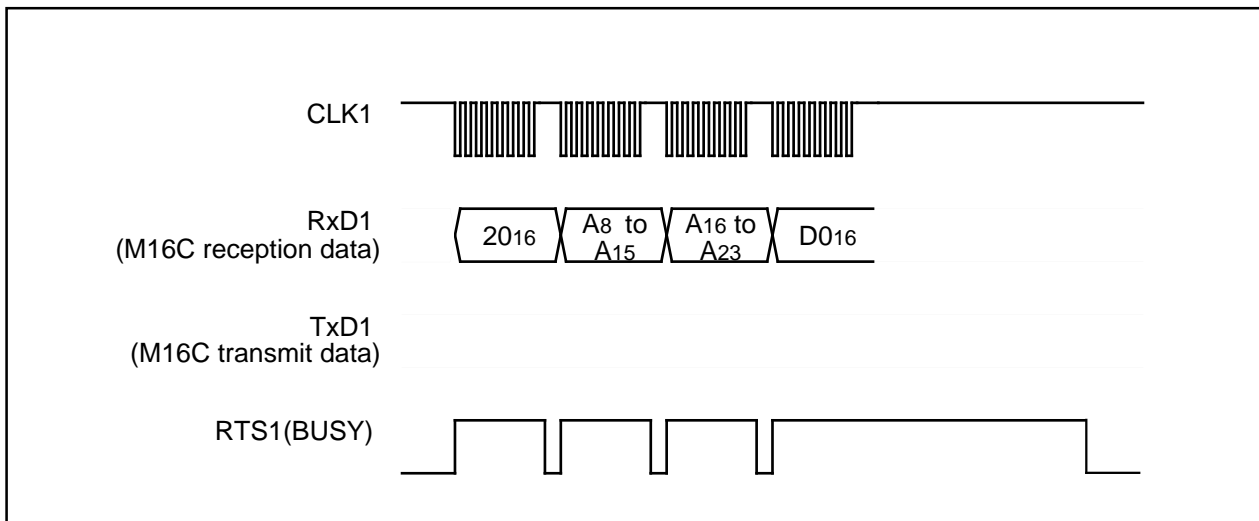 CLK1
RxD1
(M16C reception data)
2016
A8 to
A15
A16 to
A23
D016
TxD1
(M16C transmit data)
RTS1(BUSY)